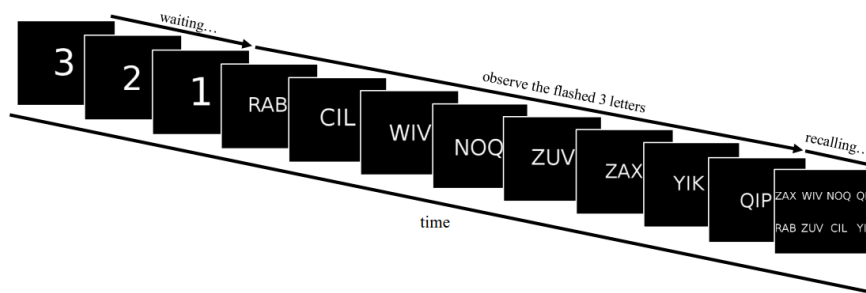 waiting...
3
2
1
observe the flashed 3 letters
RAB
CIL
WIV
NOQ
ZUV
ZAX
YIK
QIP
recalling...
ZAX WIV NOQ
RAB ZUV CIL
time